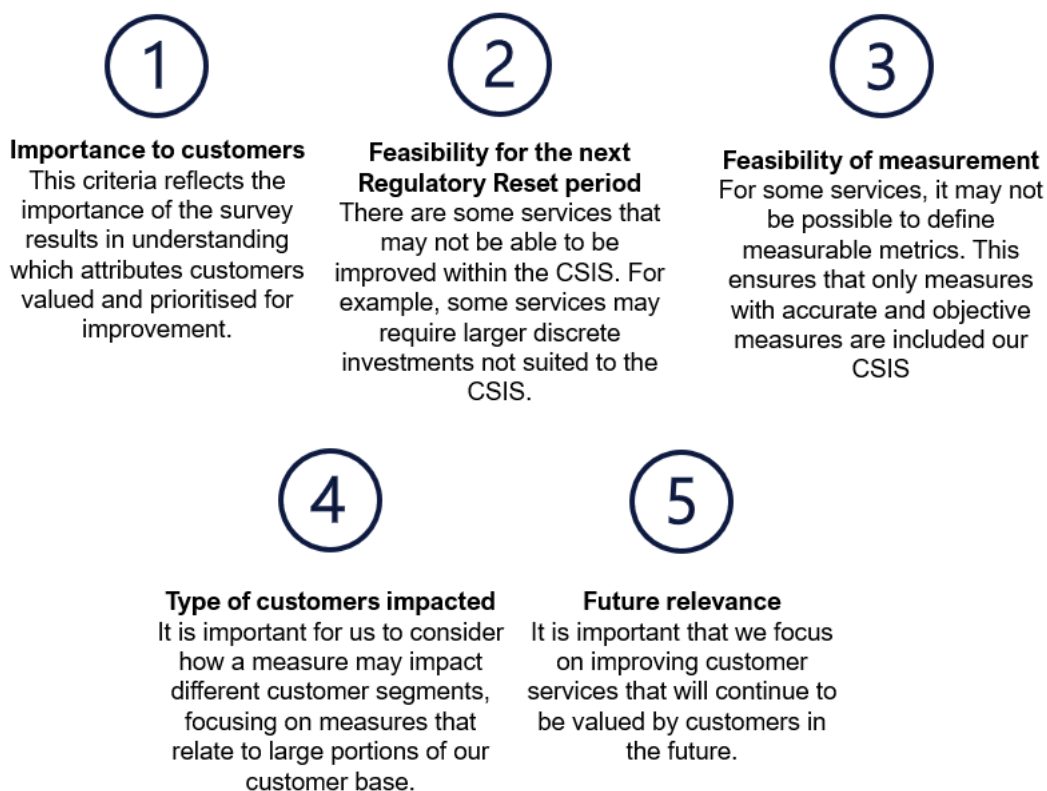 1
Importance to customers
This criteria reflects the
importance of the survey
results in understanding
which attributes customers
valued and prioritised for
improvement.
2
Feasibility for the next
Regulatory Reset period
There are some services that
may not be able to be
improved within the CSIS. For
example, some services may
require larger discrete
investments not suited to the
CSIS.
3
Feasibility of measurement
For some services, it may not
be possible to define
measurable metrics. This
ensures that only measures
with accurate and objective
measures are included our
CSIS
4
Type of customers impacted
It is important for us to consider
how a measure may impact
different customer segments,
focusing on measures that
relate to large portions of our
customer base.
5
Future relevance
It is important that we focus
on improving customer
services that will continue to
be valued by customers in
the future.